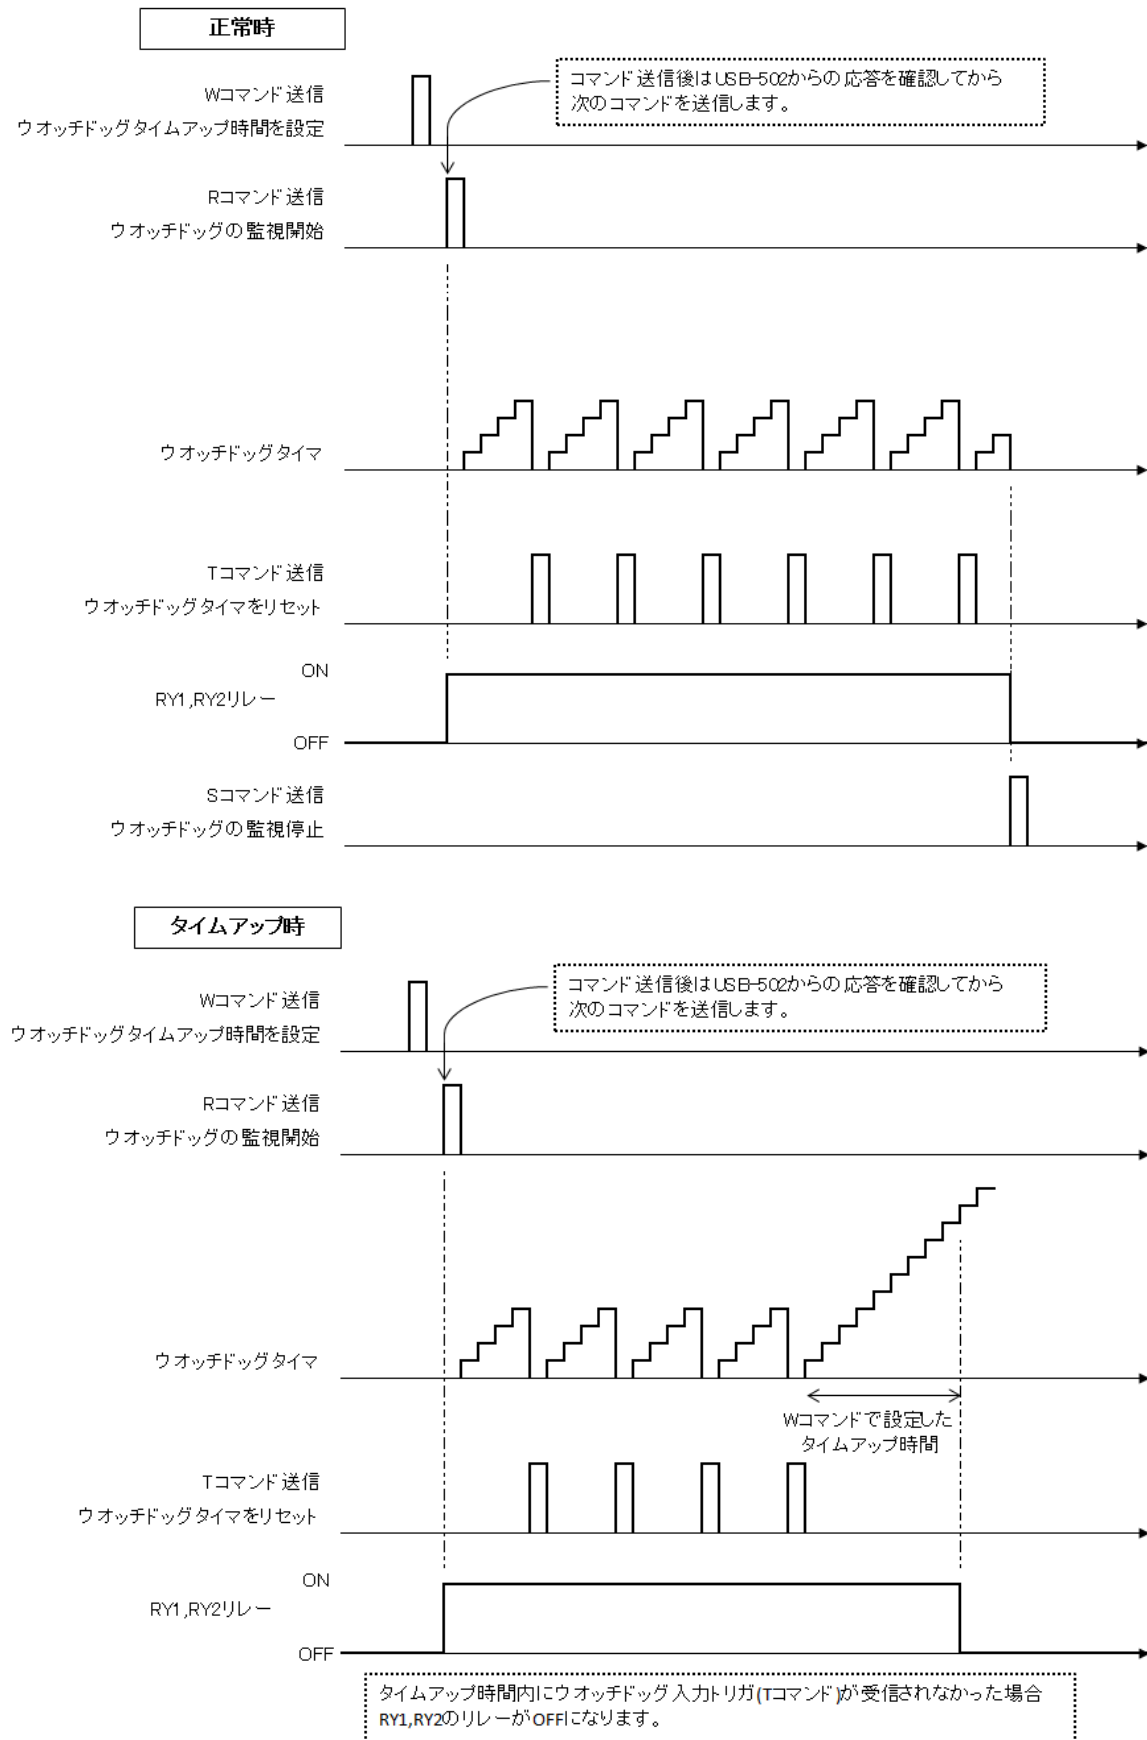 正常時
Wコマンド送信
ウオッチドッグタイムアップ時間を設定
コマンド送信後はUSB-502からの応答を確認してから
次のコマンドを送信します。
Rコマンド送信
ウオッチドッグの監視開始
ウオッチドッグタイマ
Tコマンド送信
ウオッチドッグタイマをリセット
ON
RY1,RY2リレー
OFF
Sコマンド送信
ウオッチドッグの監視停止
タイムアップ時
Wコマンド送信
ウオッチドッグタイムアップ時間を設定
コマンド送信後はUSB-502からの応答を確認してから
次のコマンドを送信します。
Rコマンド送信
ウオッチドッグの監視開始
ウオッチドッグタイマ
Wコマンドで設定した
タイムアップ時間
Tコマンド送信
ウオッチドッグタイマをリセット
ON
RY1,RY2リレー
OFF
タイムアップ時間内にウオッチドッグ入力トリガ(Tコマンド)が受信されなかった場合
RY1,RY2のリレーがOFFになります。